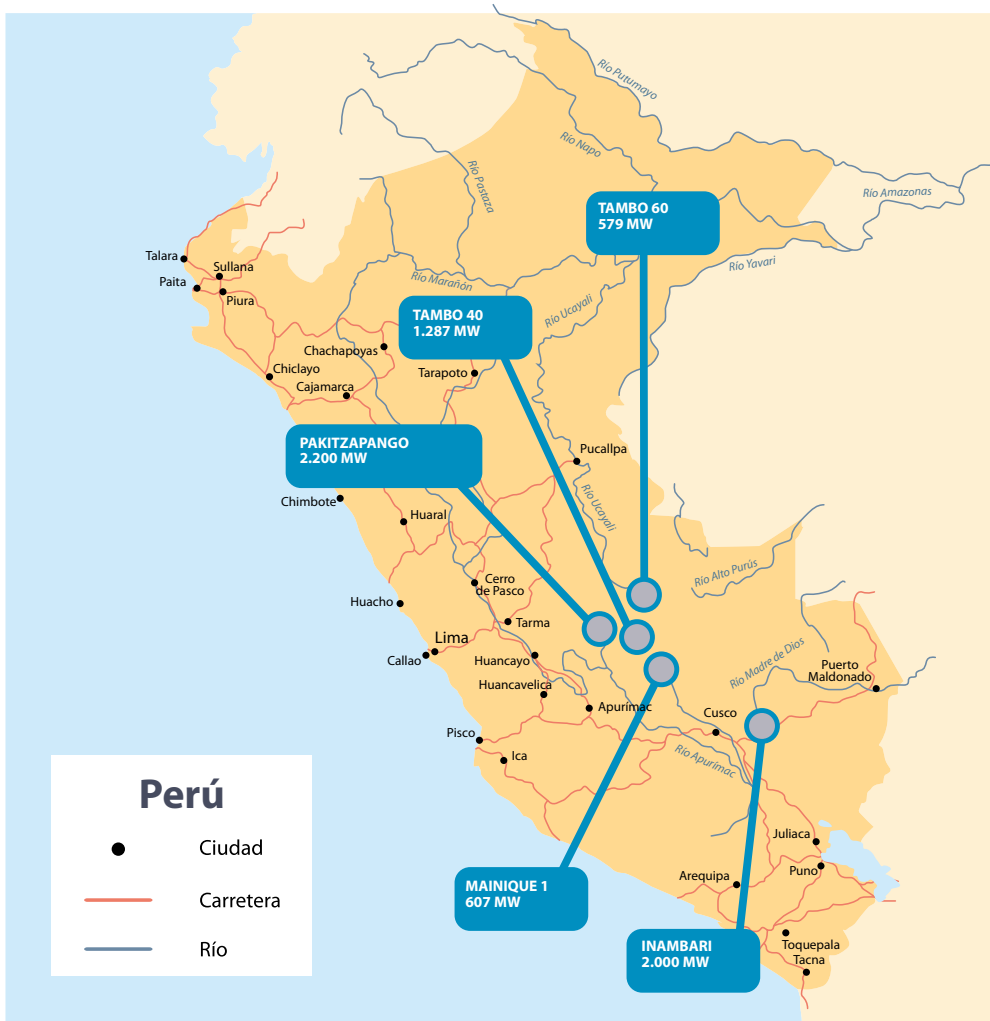 Río Putumayo
Río Napo
Río Pastaza
Río Amazonas
TAMBO 60
579 MW
Talara
Sullana
Paita
Piura
Río Yavari
Río Marañón
Río Ucayali
TAMBO 40
1.287 MW
Chachapoyas
Chiclayo
Tarapoto
Cajamarca
PAKITZAPANGO
2.200 MW
Pucallpa
Chimbote
Río Ucayali
Huaral
Río Alto Purús
Cerro
de Pasco
Huacho
Tarma
Lima
Callao
Huancayo
Río Madre de Dios
Puerto
Maldonado
Huancavelica
Apurímac
Cusco
Pisco
Ica
Río Apurímac
Perú
Ciudad
Carretera
Río
Juliaca
Puno
Arequipa
MAINIQUE 1
607 MW
INAMBARI
2.000 MW
Toquepala
Tacna